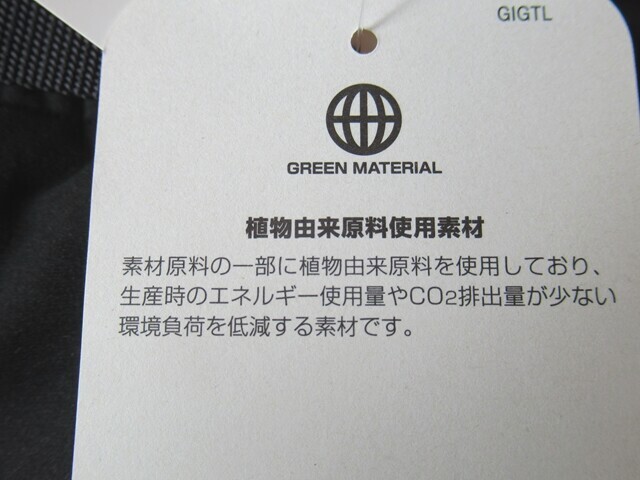 GIGTL
GREEN MATERIAL
植物由来原料使用素材
素材原料の一部に植物由来原料を使用しており、
生産時のエネルギー使用量やCO2排出量が少ない
環境負荷を低減する素材です。